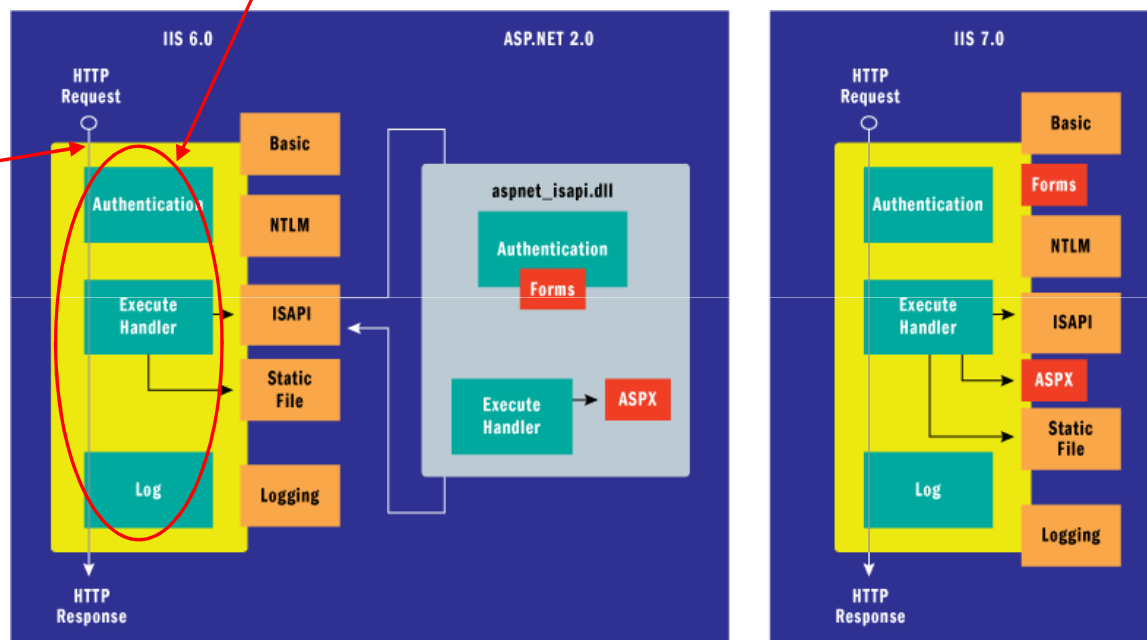 IIS 6.0
ASP.NET 2.0
HTTP
Request
Authentication
Execute
Handler
Log
HTTP
Response
Basic
NTLM
ISAPI
Static
File
Logging
aspnet_isapi.dll
Authentication
Forms
Execute
Handler
ASPX
IIS 7.0
HTTP
Request
Authentication
Execute
Handler
Log
HTTP
Response
Basic
Forms
NTLM
ISAPI
ASPX
Static
File
Logging